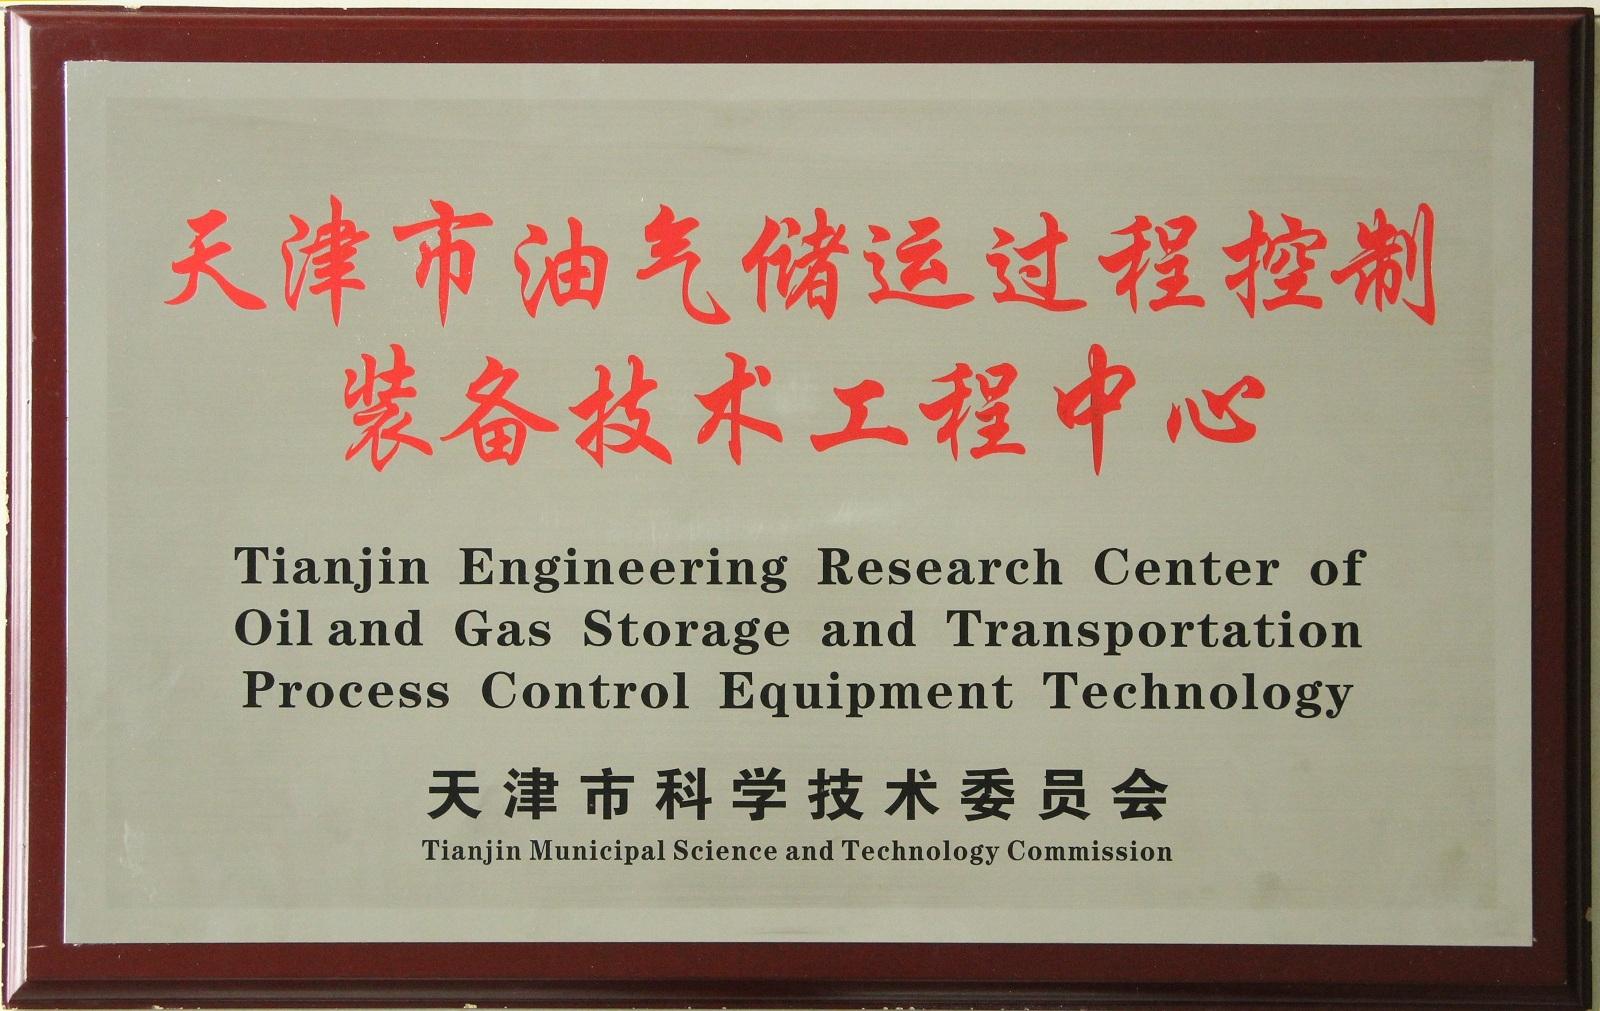 天津市油气储运过程控制
装备技术工程中心
Tianjin Engineering Research Center of
Oil and Gas Storage and Transportation
Process Control Equipment Technology
天津市科学技术委员会
Tianjin Municipal Science and Technology Commission